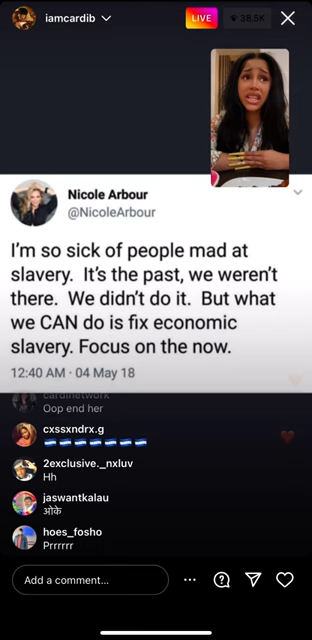 iamcardib
LIVE
38.5K
Nicole Arbour
@NicoleArbour
I'm so sick of people mad at
slavery. It's the past, we weren't
there. We didn't do it. But what
we CAN do is fix economic
slavery. Focus on the now.
12:40 AM · 04 May 18
cardinetwork
Oop end her
cxssxndrx.g
🇭🇳🇭🇳🇭🇳🇭🇳🇭🇳🇭🇳🇭🇳
2exclusive._nxluv
Hh
jaswantkalau
ओके
hoes_fosho
Prrrrrr
Add a comment...